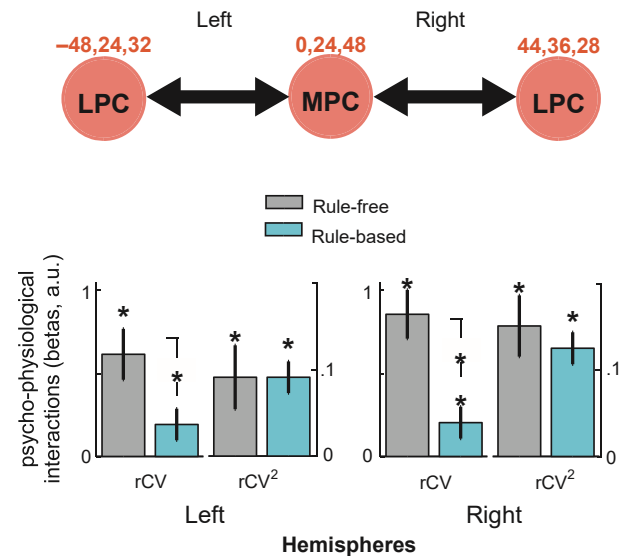 Left Right
–48,24,32 0,24,48 44,36,28
LPC MPC LPC
Rule-free
Rule-based
psycho-physiological
interactions (betas, a.u.)
1 1
* * * * * * * * * *
.1 .1
0 0 0 0
rCV rCV² rCV rCV²
Left Right
Hemispheres